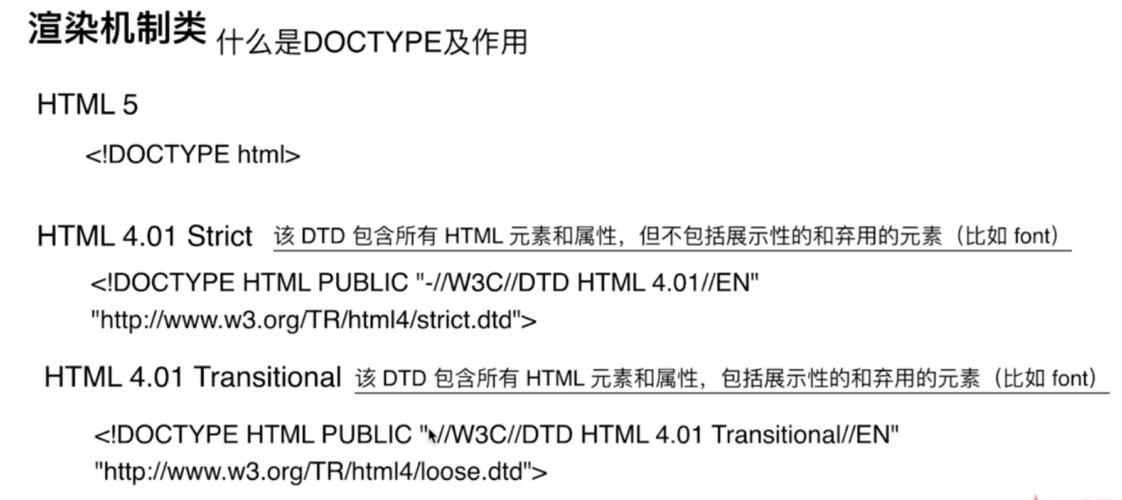 渲染机制类 什么是DOCTYPE及作用
HTML 5
<!DOCTYPE html>
HTML 4.01 Strict 该 DTD 包含所有 HTML 元素和属性，但不包括展示性的和弃用的元素（比如 font）
<!DOCTYPE HTML PUBLIC "-//W3C//DTD HTML 4.01//EN"
"http://www.w3.org/TR/html4/strict.dtd">
HTML 4.01 Transitional 该 DTD 包含所有 HTML 元素和属性，包括展示性的和弃用的元素（比如 font）
<!DOCTYPE HTML PUBLIC "-//W3C//DTD HTML 4.01 Transitional//EN"
"http://www.w3.org/TR/html4/loose.dtd">